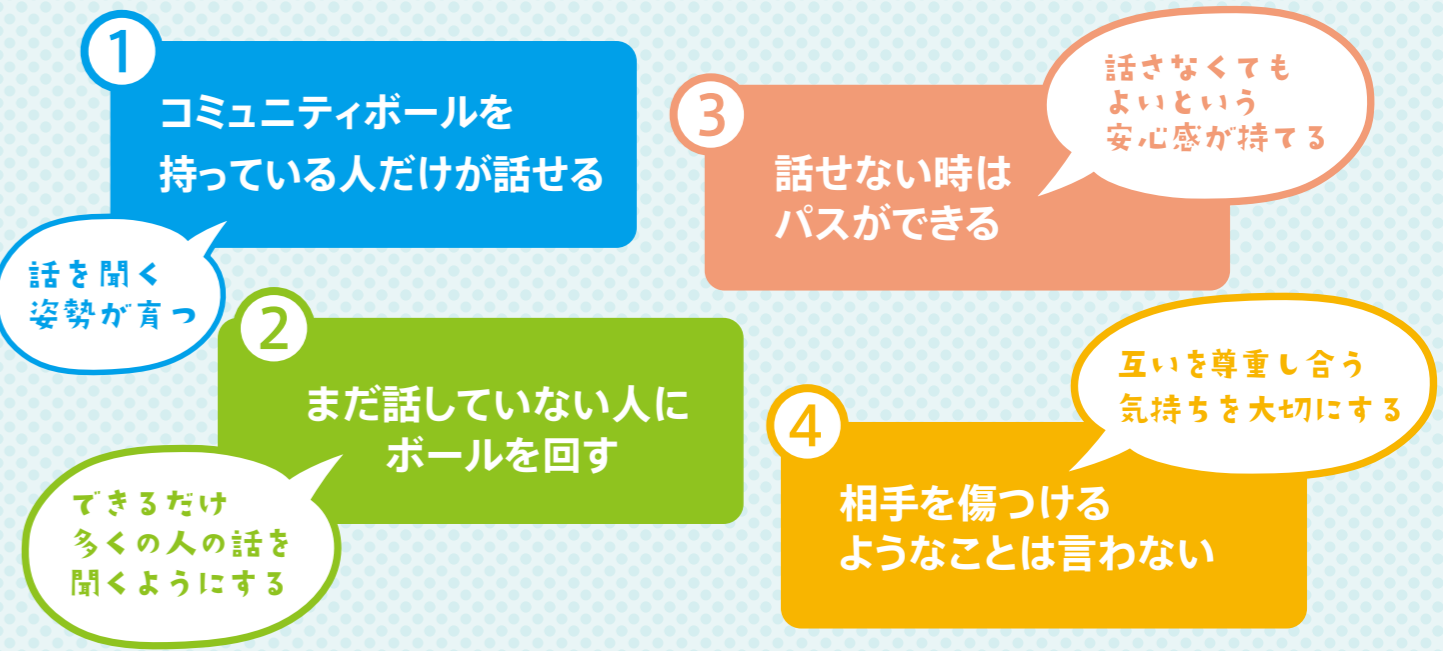 1
コミュニティボールを
持っている人だけが話せる
話を聞く
姿勢が育つ
2
まだ話していない人に
ボールを回す
できるだけ
多くの人の話を
聞くようにする
3
話せない時は
パスができる
話さなくても
よいという
安心感が持てる
4
相手を傷つける
ようなことは言わない
互いを尊重し合う
気持ちを大切にする